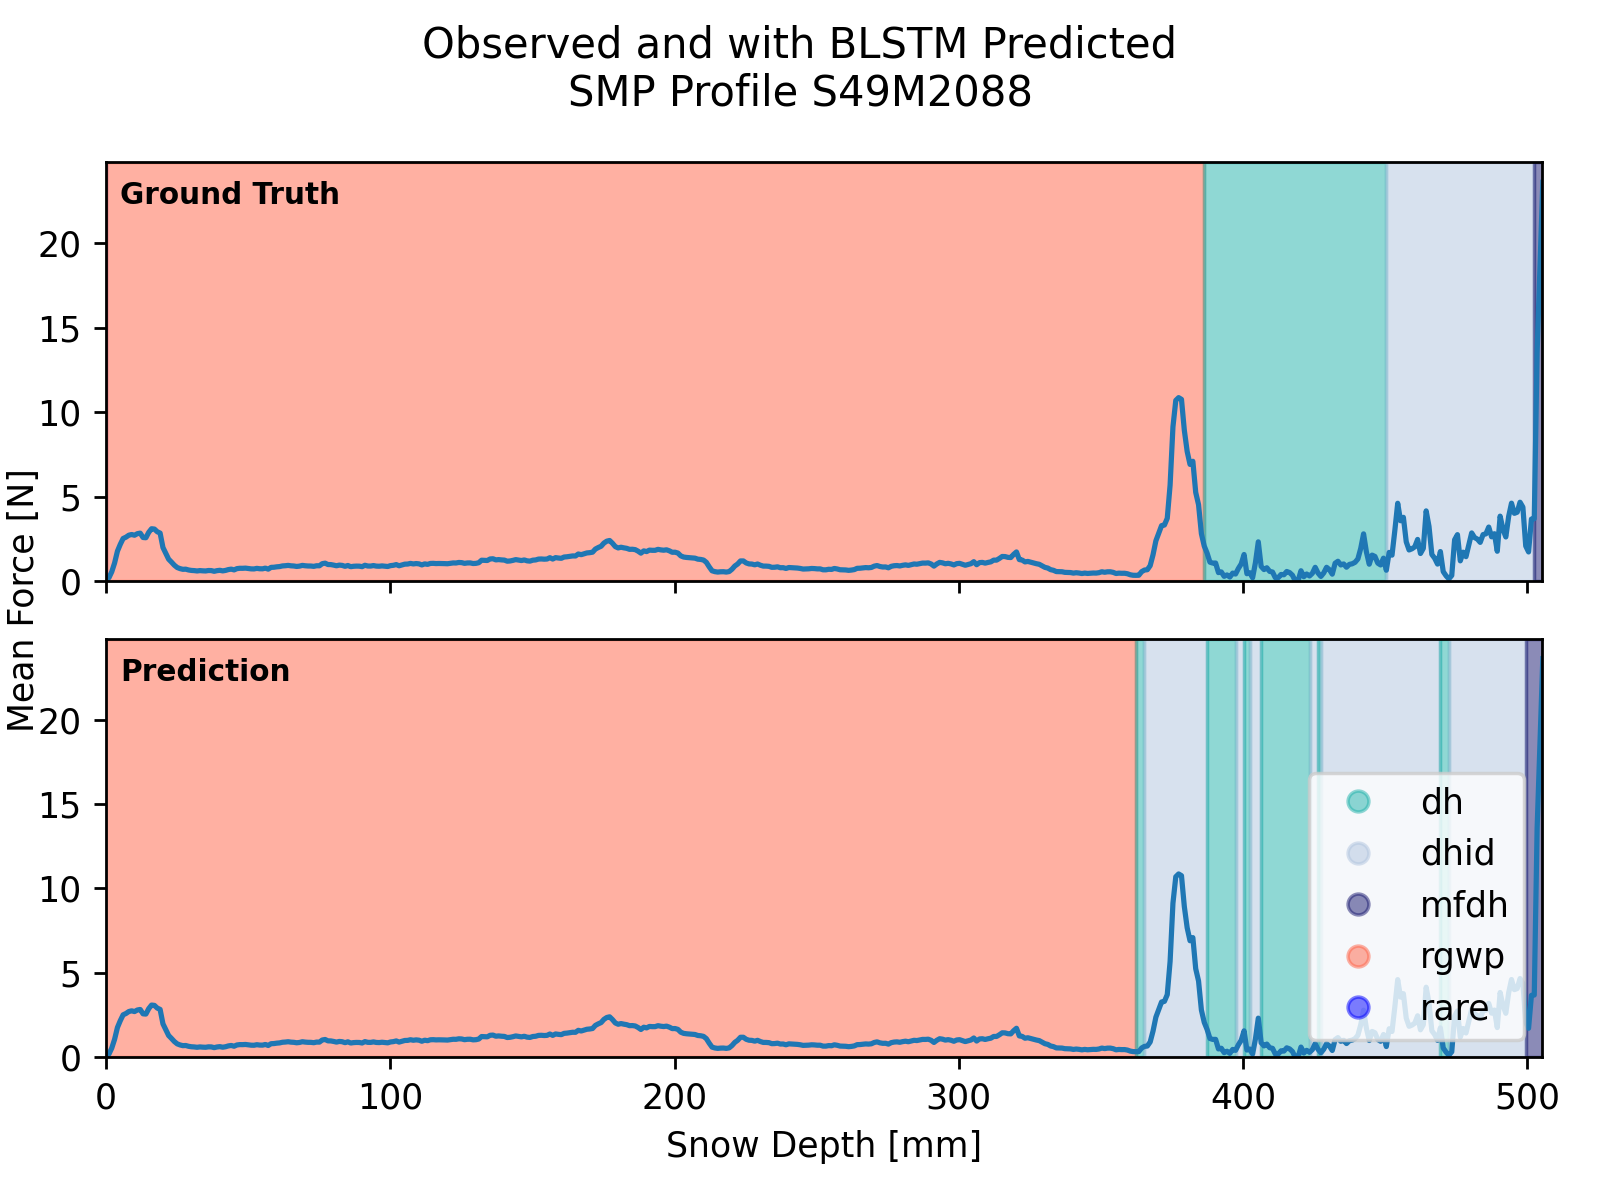 Observed and with BLSTM Predicted
SMP Profile S49M2088
Ground Truth
20
15
10
5
0
Mean Force [N]
Prediction
20
15
10
5
0
dh
dhid
mfdh
rgwp
rare
0 100 200 300 400 500
Snow Depth [mm]